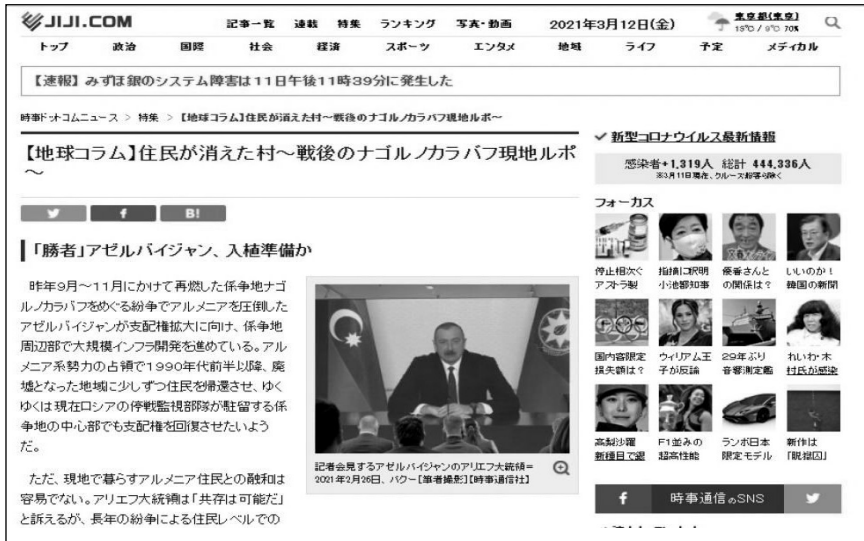 JIJI.COM
記事一覧 連載 特集 ランキング 写真・動画 2021年3月12日(金) 東京都(東京)
トップ 政治 国際 社会 経済 スポーツ エンタメ 地域 ライフ 予定 メディカル
【速報】みずほ銀のシステム障害は11日午後11時39分に発生した
時事ドットコムニュース > 特集 > 【地球コラム】住民が消えた村～戦後のナゴルノカラバフ現地ルポ～
【地球コラム】住民が消えた村～戦後のナゴルノカラバフ現地ルポ
～
f
B!
「勝者」アゼルバイジャン、入植準備か
昨年9月～11月にかけて再燃した係争地ナゴ
ルノカラバフをめぐる紛争でアルメニアを圧倒した
アゼルバイジャンが支配権拡大に向け、係争地
周辺部で大規模インフラ開発を進めている。アル
メニア系勢力の占領で1990年代前半以降、廃
墟となった地域に少しずつ住民を帰還させ、ゆく
ゆくは現在ロシアの停戦監視部隊が駐留する係
争地の中心部でも支配権を回復させたいよう
だ。
ただ、現地で暮らすアルメニア住民との融和は
容易でない。アリエフ大統領は「共存は可能だ」
と訴えるが、長年の紛争による住民レベルでの
記者会見するアゼルバイジャンのアリエフ大統領＝
2021年2月26日、バクー【筆者撮影】【時事通信社】
新型コロナウイルス最新情報
感染者+1,319人 総計 444,336人
※3月11日現在、クルーズ船客ら除く
フォーカス
停止相次ぐ
アストラ製
指摘に釈明
小池都知事
優香さんと
の関係は？
いいのか！
韓国の新聞
国内客限定
損失額は？
ウィリアム王
子が反論
29年ぶり
音響測定艦
れいわ・木
村氏が感染
高梨沙羅
新種目で銀
F1並みの
超高性能
ランボ日本
限定モデル
新作は
「脱獄囚」
f 時事通信のSNS